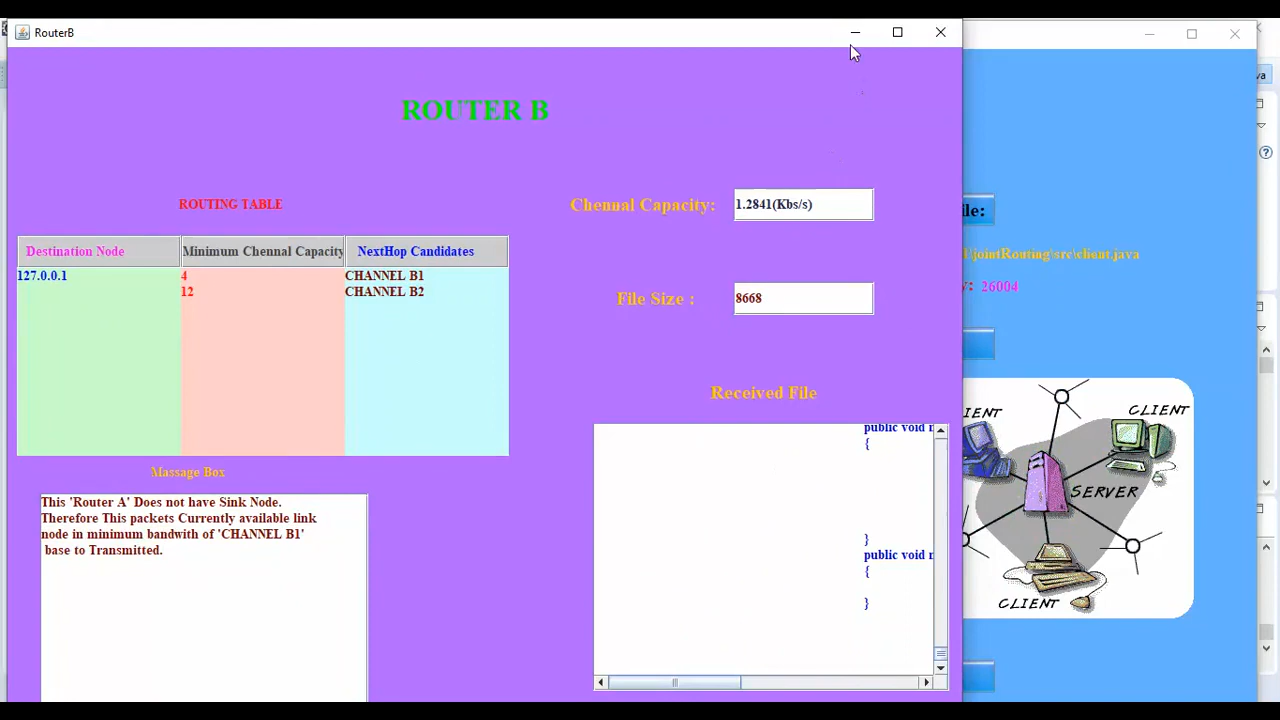 RouterB
ROUTER B
ROUTING TABLE
Destination Node
Minimum Chennal Capacity
NextHop Candidates
127.0.0.1
4
CHANNEL B1
12
CHANNEL B2
Massage Box
This 'Router A' Does not have Sink Node.
Therefore This packets Currently available link
node in minimum bandwith of 'CHANNEL B1'
base to Transmitted.
Chennal Capacity:
1.2841(Kbs/s)
File Size :
8668
Received File
public void
{
}
public void
{
}
ile:
\jointRouting\src\client.java
y: 26004
IENT
CLIENT
SERVER
CLIENT
va